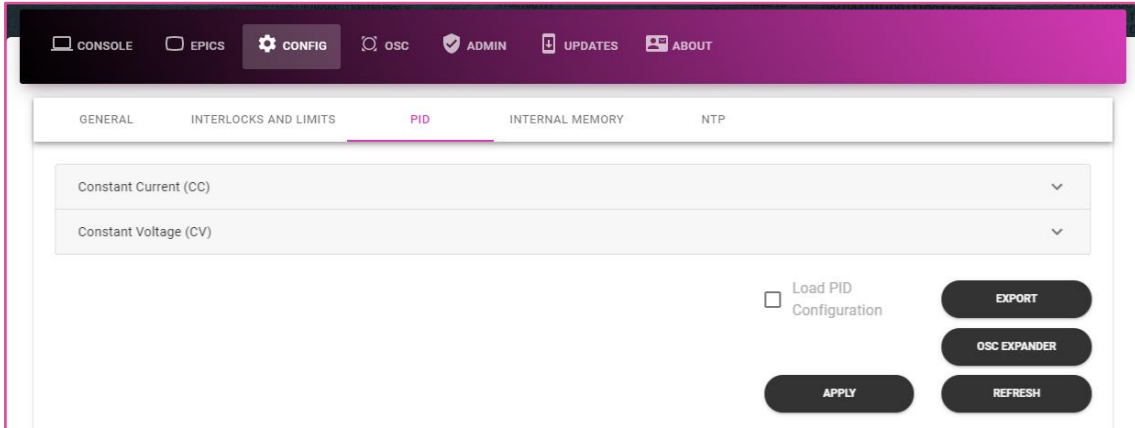 CONSOLE EPICS CONFIG OSC ADMIN UPDATES ABOUT
GENERAL INTERLOCKS AND LIMITS PID INTERNAL MEMORY NTP
Constant Current (CC)
Constant Voltage (CV)
Load PID
Configuration
EXPORT
OSC EXPANDER
APPLY REFRESH